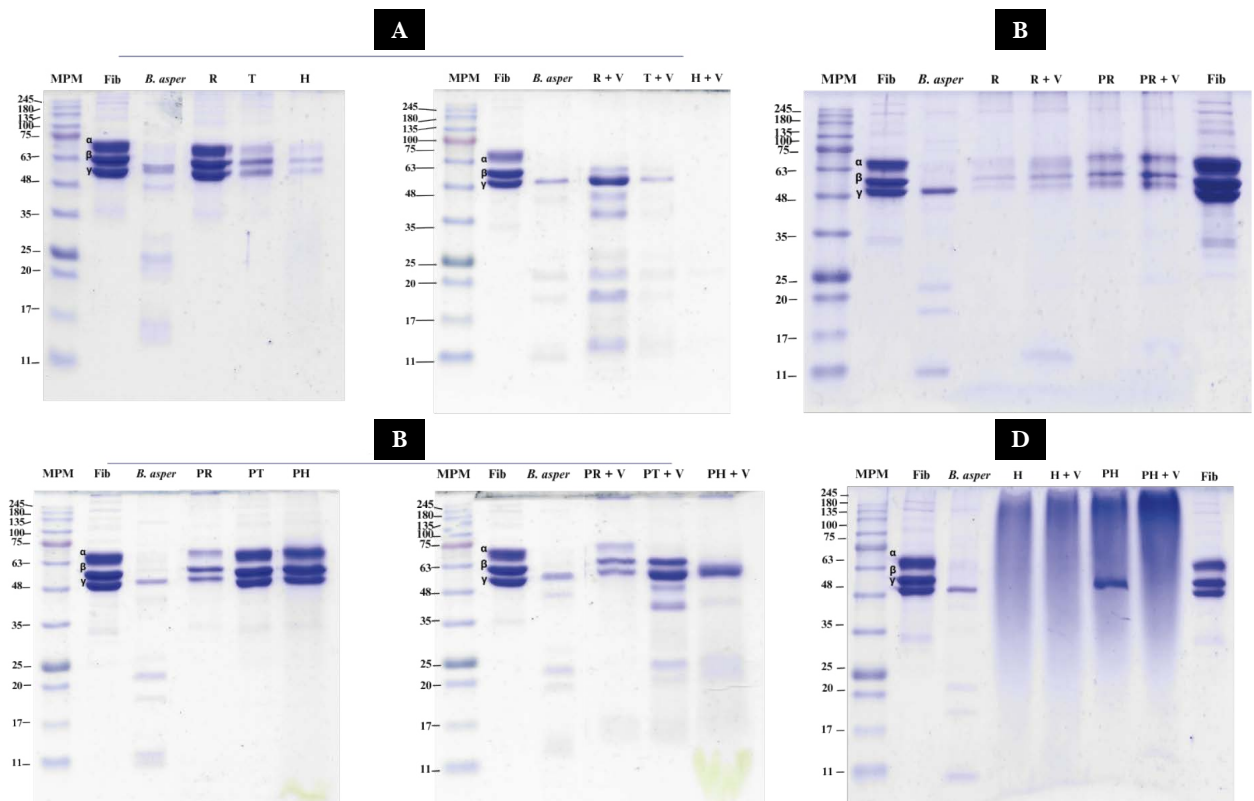 A
B
MPM Fib B. asper R T H
MPM Fib B. asper R + V T + V H + V
MPM Fib B. asper R R + V PR PR + V Fib
245
180
135
100
75
63
48
35
25
20
17
11
α
β
γ
245
180
135
100
75
63
48
35
25
20
17
11
α
β
γ
245
180
135
100
75
63
48
35
25
20
17
11
α
β
γ
B
D
MPM Fib B. asper PR PT PH
MPM Fib B. asper PR + V PT + V PH + V
MPM Fib B. asper H H + V PH PH + V Fib
245
180
135
100
75
63
48
35
25
20
17
11
α
β
γ
245
180
135
100
75
63
48
35
25
20
17
11
α
β
γ
245
180
135
100
63
48
35
25
20
17
11
α
β
γ